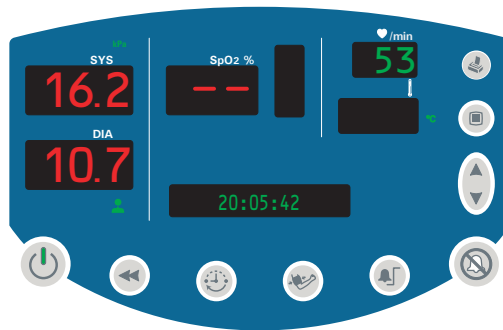 kPa
SYS
16.2
DIA
10.7
SpO2 %
--
/min
53
°C
20:05:42